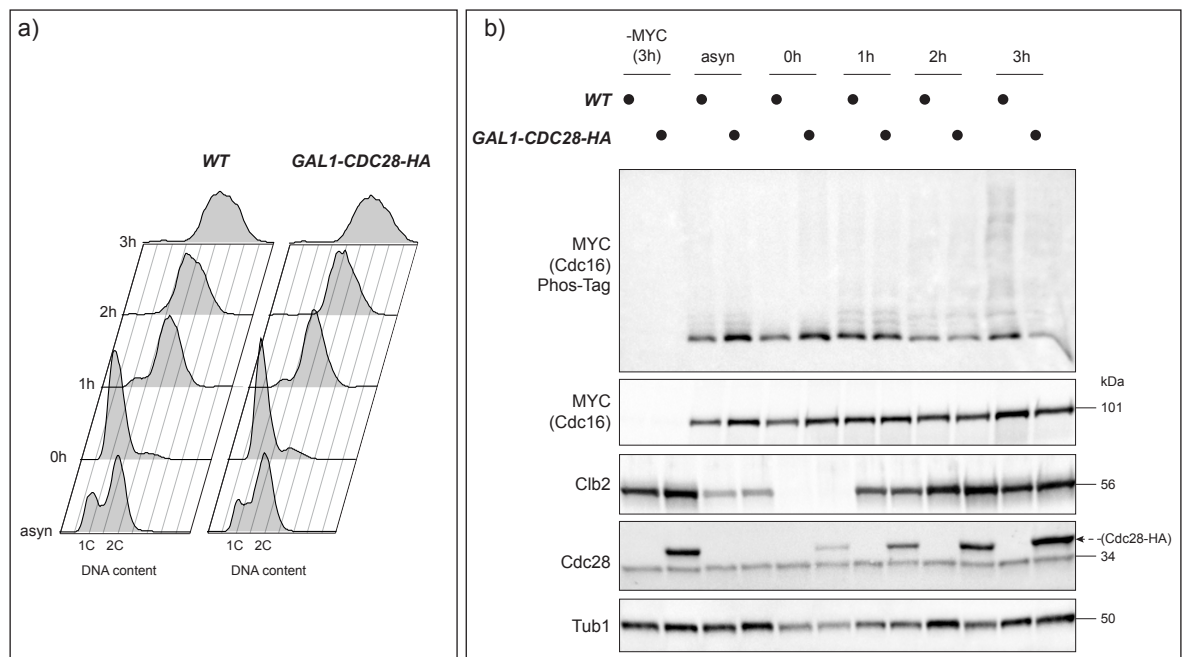 a)
WT GAL1-CDC28-HA
3h
2h
1h
0h
asyn
1C 2C 1C 2C
DNA content DNA content
b)
-MYC
(3h) asyn 0h 1h 2h 3h
WT
GAL1-CDC28-HA
MYC
(Cdc16)
Phos-Tag
kDa
MYC
(Cdc16)
101
Clb2 56
Cdc28 (Cdc28-HA)
34
Tub1 50